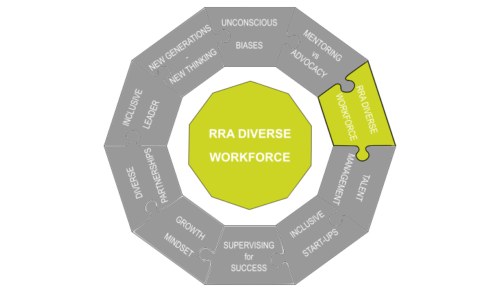 UNCONSCIOUS
BIASES
MENTORING
vs
ADVOCACY
RRA DIVERSE
WORKFORCE
TALENT
MANAGEMENT
INCLUSIVE
START-UPS
SUPERVISING
for
SUCCESS
GROWTH
MINDSET
DIVERSE
PARTNERSHIPS
INCLUSIVE
LEADER
NEW GENERATIONS
-
NEW THINKING
RRA DIVERSE
WORKFORCE